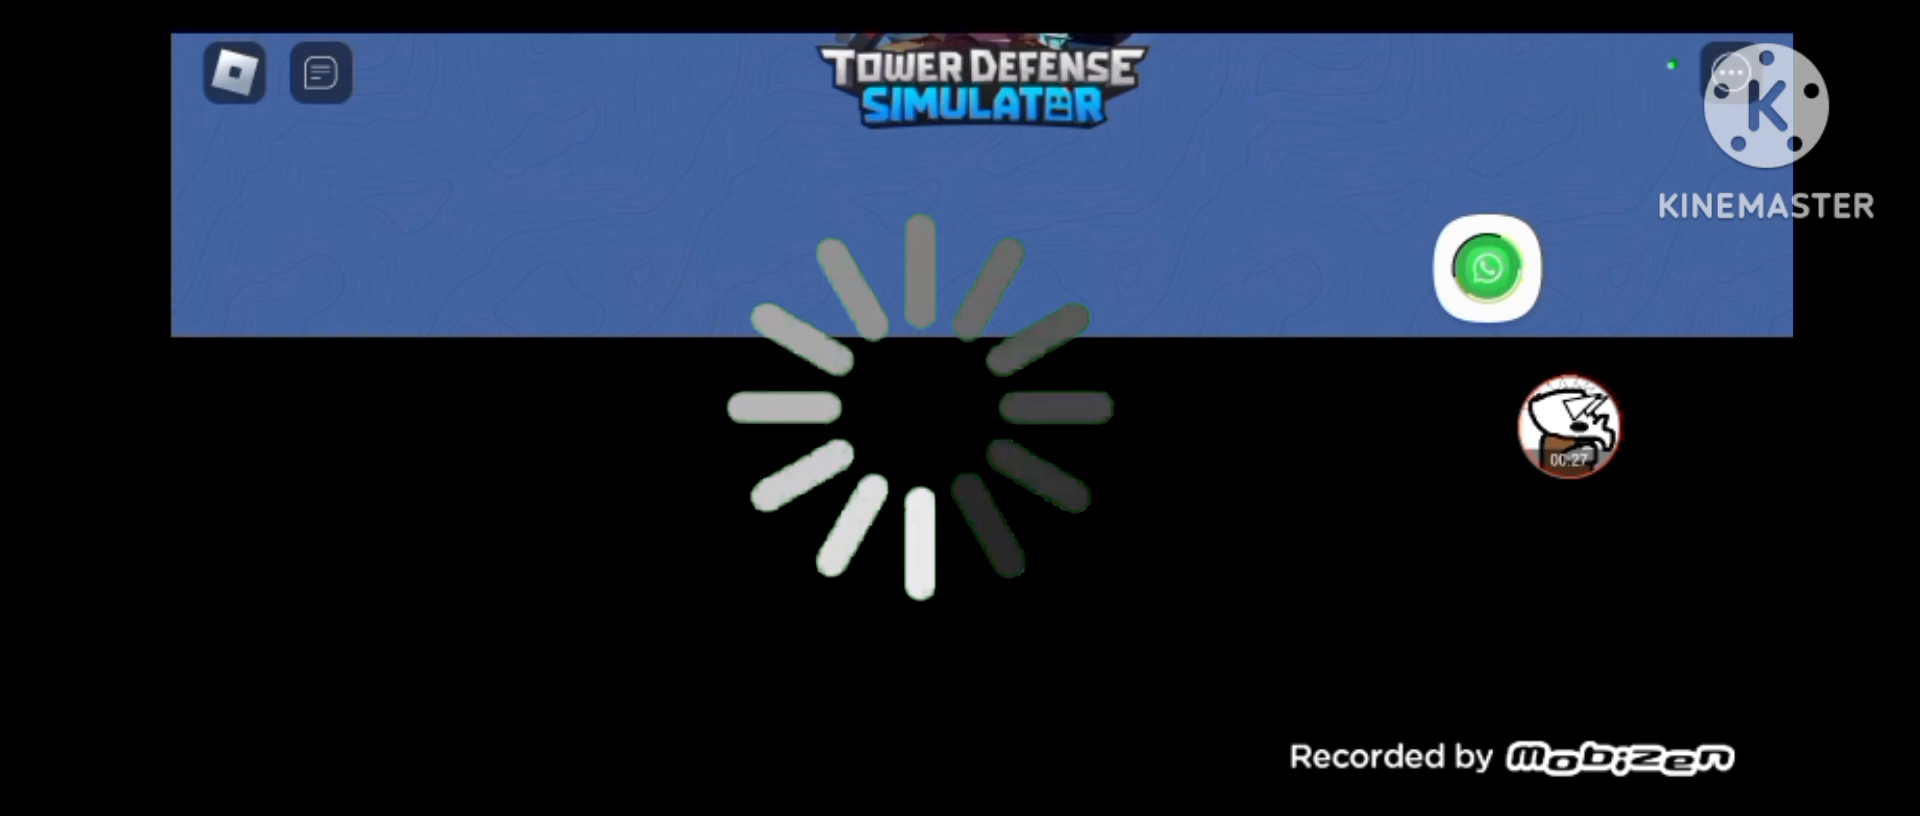 TOWER DEFENSE
SIMULATOR
K
KINEMASTER
00:27
Recorded by mobizen